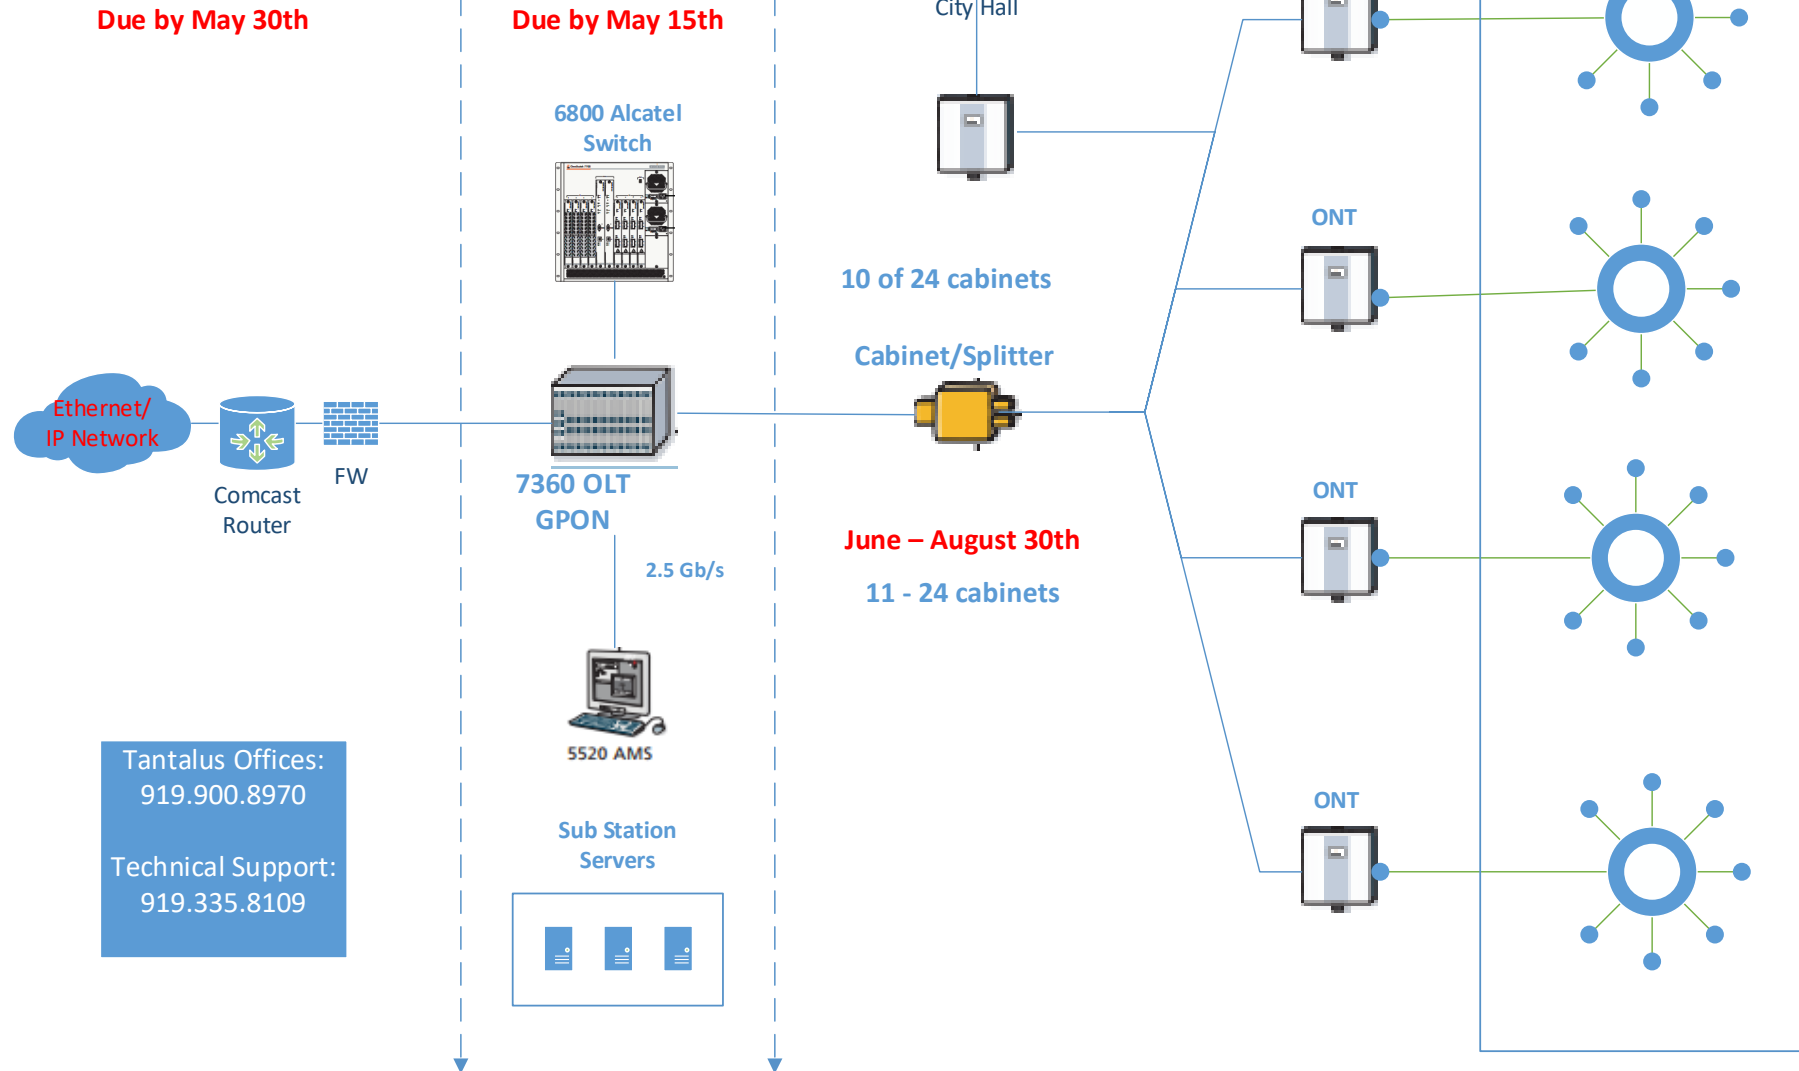 Due by May 30th
Due by May 15th
City Hall
6800 Alcatel
Switch
ONT
10 of 24 cabinets
Cabinet/Splitter
Ethernet/
IP Network
Comcast
Router
FW
7360 OLT
GPON
ONT
June – August 30th
2.5 Gb/s
11 - 24 cabinets
5520 AMS
Tantalus Offices:
919.900.8970
Technical Support:
919.335.8109
ONT
Sub Station
Servers